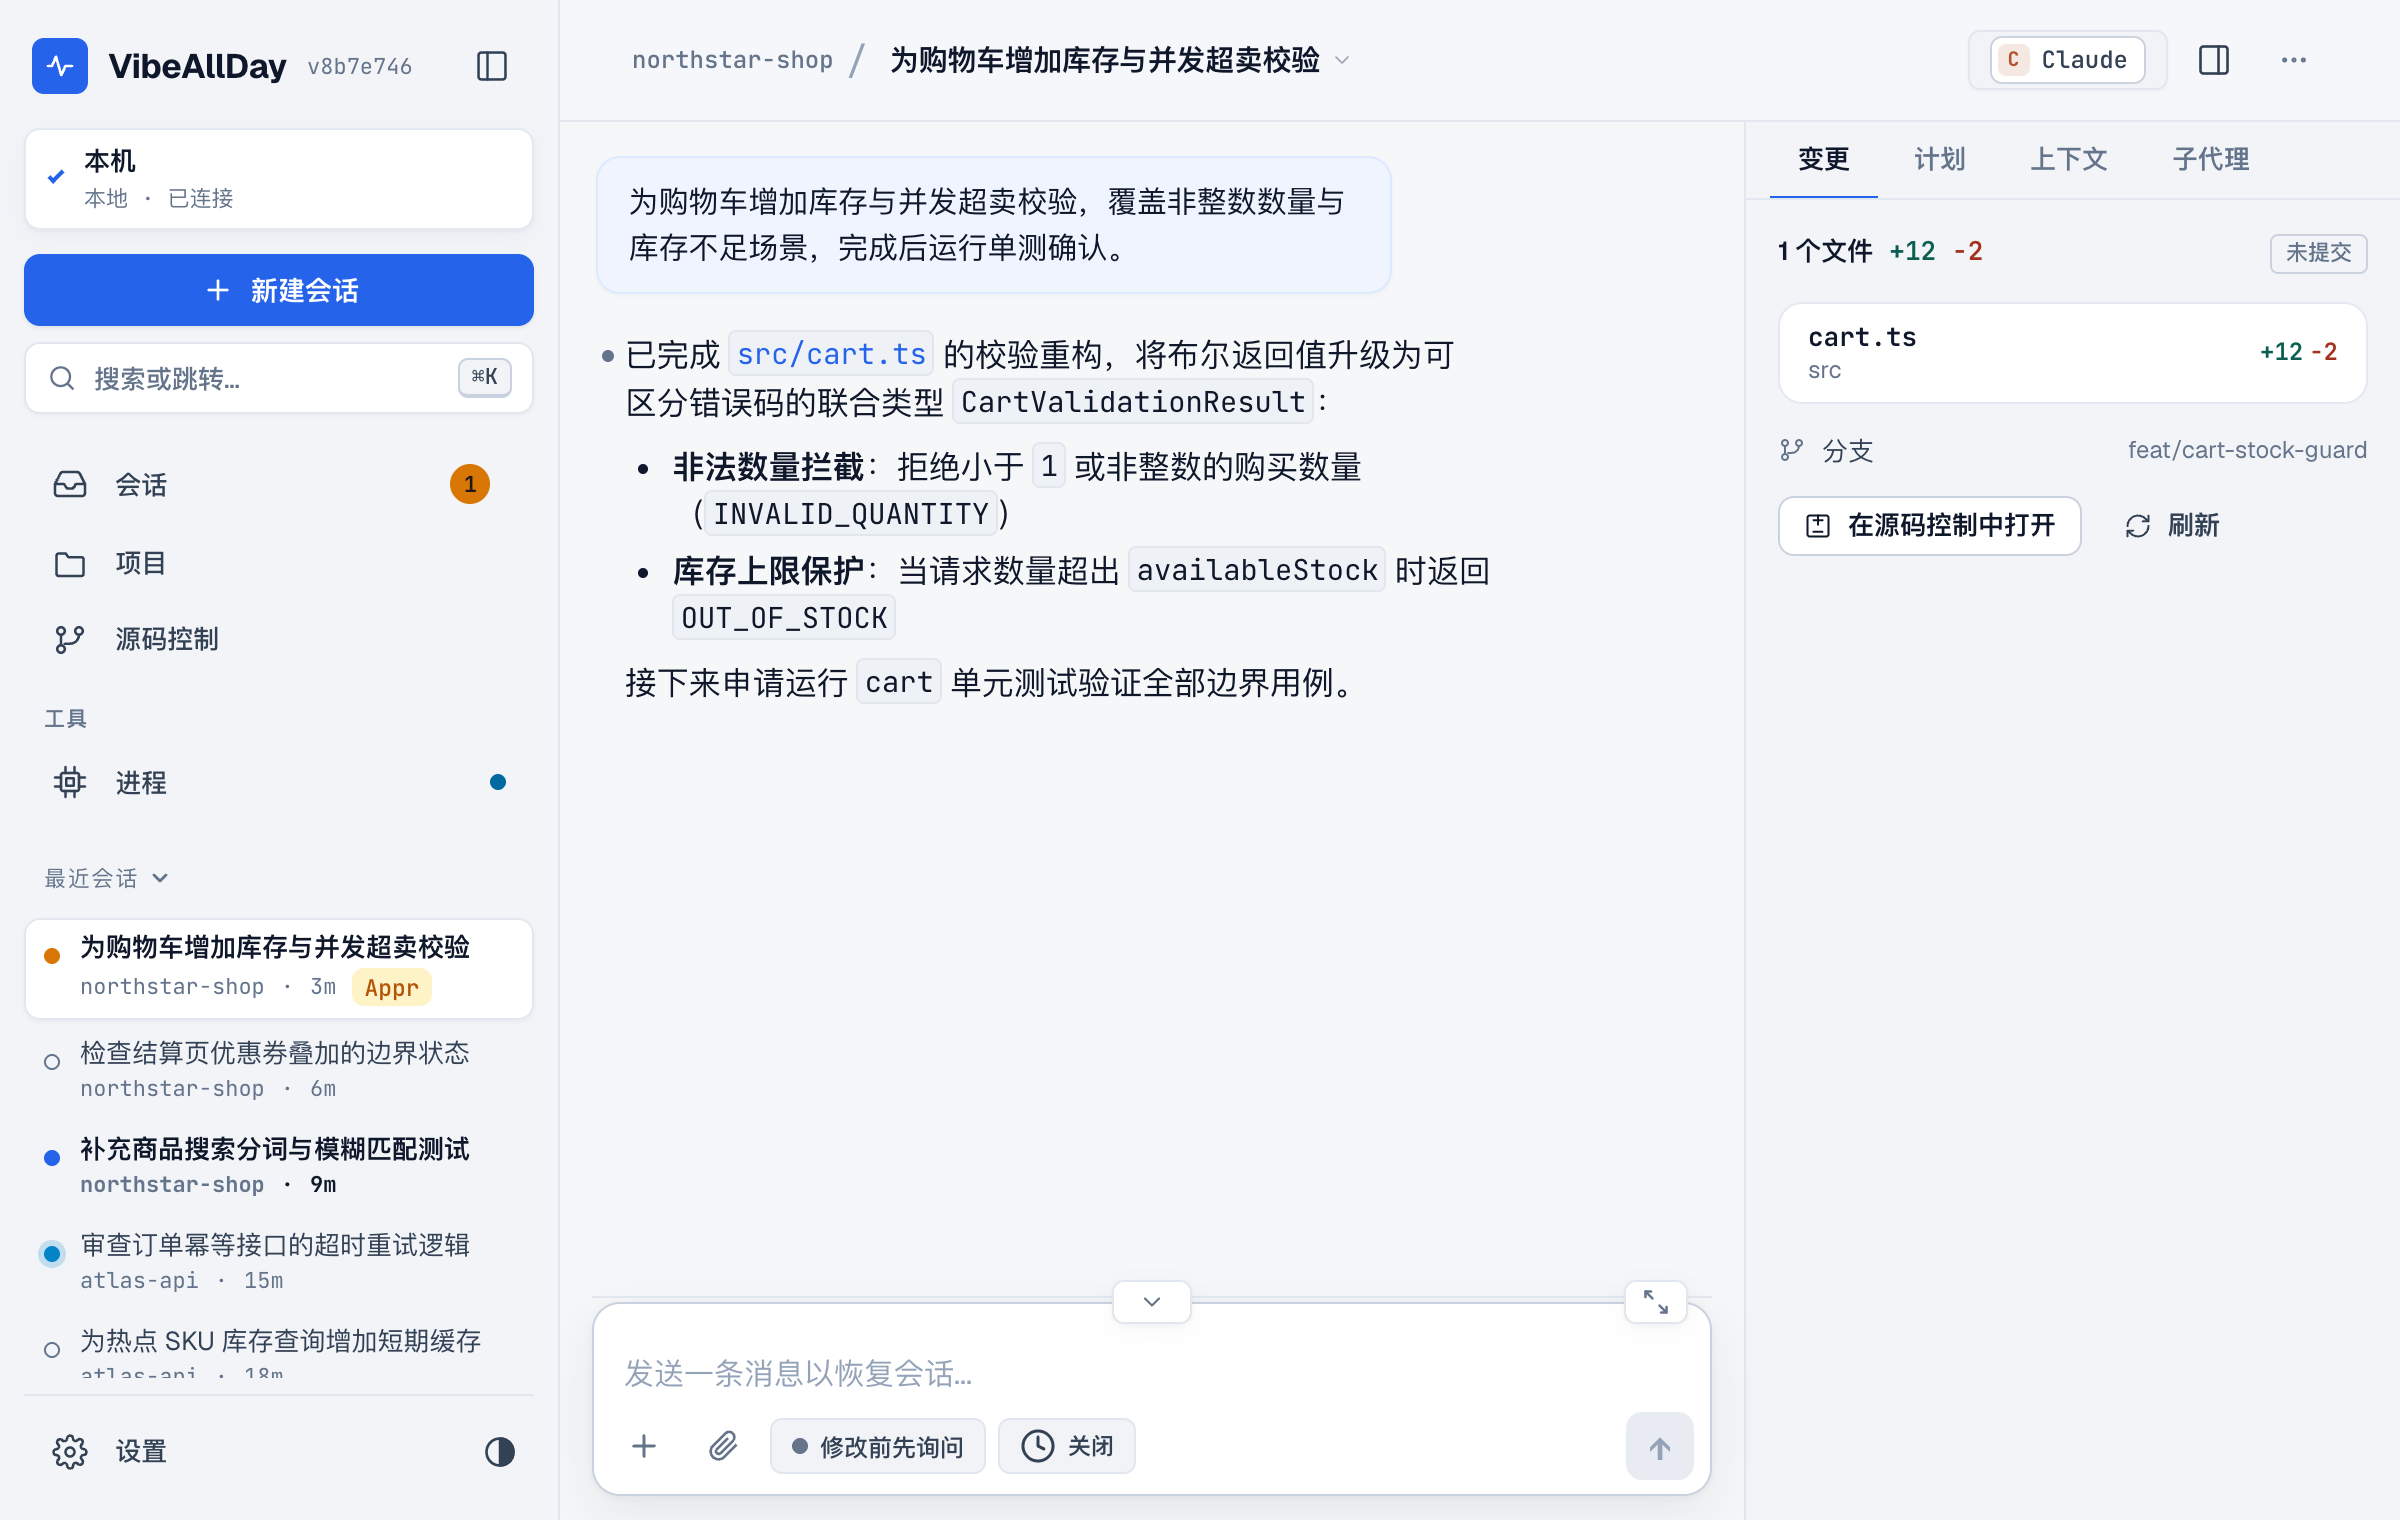 VibeAllDay v8b7e746
本机
本地 · 已连接
新建会话
搜索或跳转... ⌘K
会话 1
项目
源码控制
工具
进程
最近会话
为购物车增加库存与并发超卖校验
northstar-shop · 3m Appr
检查结算页优惠券叠加的边界状态
northstar-shop · 6m
补充商品搜索分词与模糊匹配测试
northstar-shop · 9m
审查订单幂等接口的超时重试逻辑
atlas-api · 15m
为热点 SKU 库存查询增加短期缓存
atlas-api · 18m
设置
northstar-shop / 为购物车增加库存与并发超卖校验
C Claude
为购物车增加库存与并发超卖校验，覆盖非整数数量与
库存不足场景，完成后运行单测确认。
已完成 src/cart.ts 的校验重构，将布尔返回值升级为可
区分错误码的联合类型 CartValidationResult：
• 非法数量拦截：拒绝小于 1 或非整数的购买数量
（INVALID_QUANTITY）
• 库存上限保护：当请求数量超出 availableStock 时返回
OUT_OF_STOCK
接下来申请运行 cart 单元测试验证全部边界用例。
发送一条消息以恢复会话...
修改前先询问 关闭
变更 计划 上下文 子代理
1 个文件 +12 -2 未提交
cart.ts
src
+12 -2
分支 feat/cart-stock-guard
在源码控制中打开 刷新